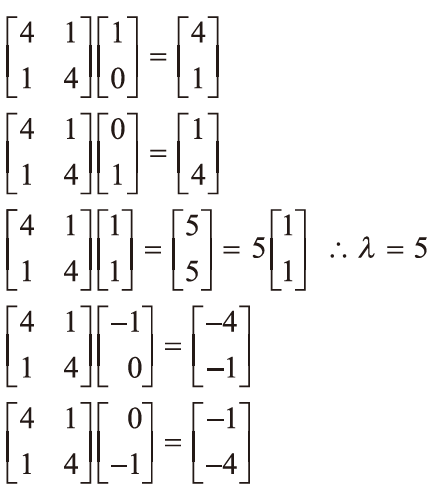 [4 1; 1 4][1; 0] = [4; 1]
[4 1; 1 4][0; 1] = [1; 4]
[4 1; 1 4][1; 1] = [5; 5] = 5[1; 1] ∴ λ = 5
[4 1; 1 4][−1; 0] = [−4; −1]
[4 1; 1 4][0; −1] = [−1; −4]